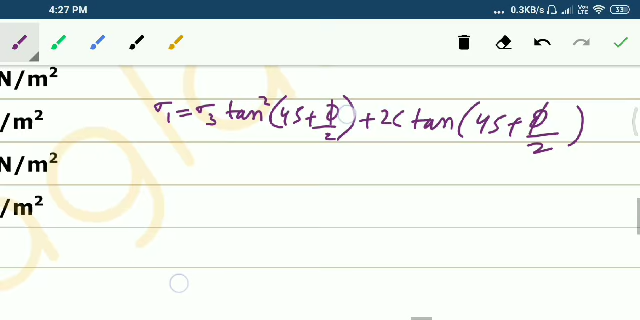 4:27 PM
... 0.3KB/s VoLTE 33
N/m²
σ₁ = σ₃ tan²(45+φ/2) + 2C tan(45+φ/2)
/m²
N/m²
/m²